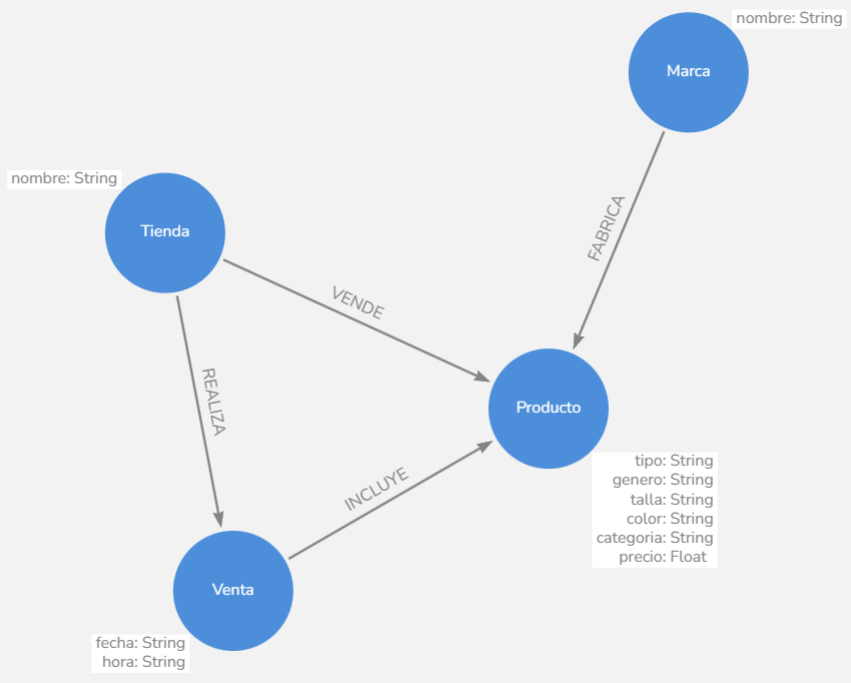 nombre: String
Marca
nombre: String
Tienda
FABRICA
VENDE
REALIZA
Producto
tipo: String
genero: String
talla: String
color: String
categoria: String
precio: Float
INCLUYE
Venta
fecha: String
hora: String